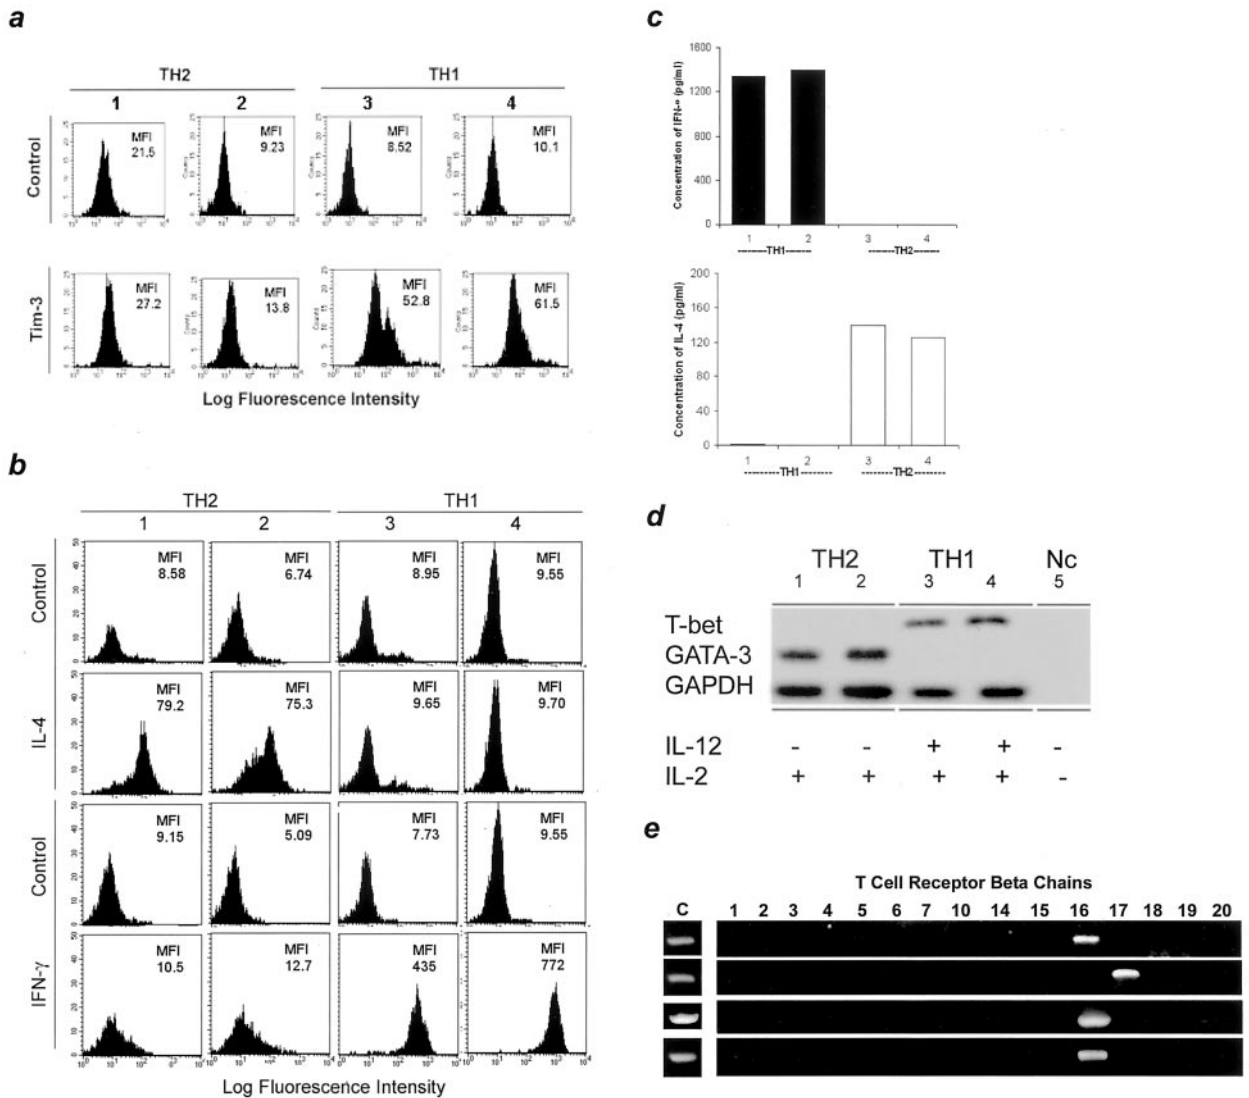 a
TH2 TH1
1 2 3 4
Control
MFI 21.5
MFI 9.23
MFI 8.52
MFI 10.1
Tim-3
MFI 27.2
MFI 13.8
MFI 52.8
MFI 61.5
Log Fluorescence Intensity
b
TH2 TH1
1 2 3 4
Control
MFI 8.58
MFI 6.74
MFI 8.95
MFI 9.55
IL-4
MFI 79.2
MFI 75.3
MFI 9.65
MFI 9.70
Control
MFI 9.15
MFI 5.09
MFI 7.73
MFI 9.55
IFN-γ
MFI 10.5
MFI 12.7
MFI 435
MFI 772
Log Fluorescence Intensity
c
1600
1200
800
400
0
1 2 3 4
TH1 TH2
200
160
120
80
40
0
Concentration of IL-4 (pg/ml)
1 2 3 4
TH1 TH2
d
TH2 TH1 Nc
1 2 3 4 5
T-bet
GATA-3
GAPDH
IL-12 - - + + -
IL-2 + + + + -
e
T Cell Receptor Beta Chains
C 1 2 3 4 5 6 7 10 14 15 16 17 18 19 20